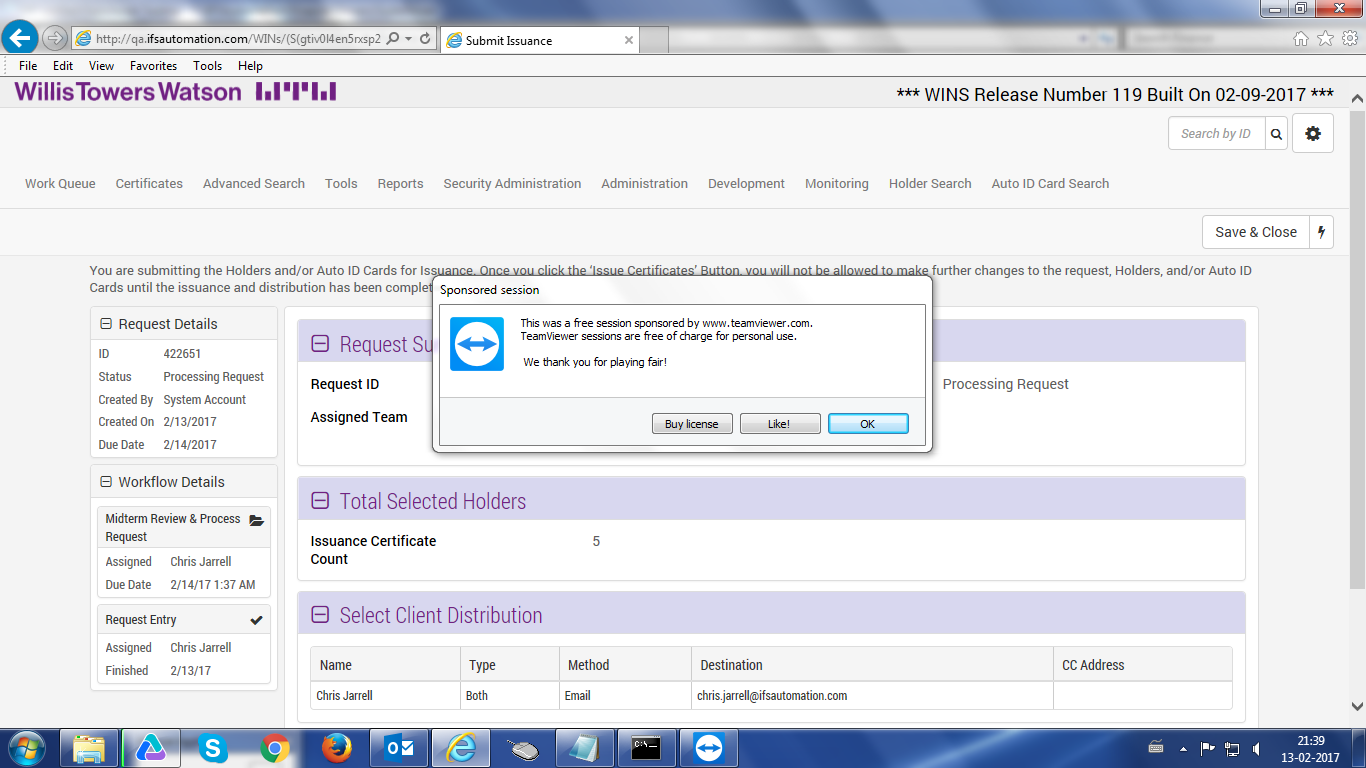 http://qa.ifsautomation.com/WINs/(S(gtiv0l4en5rxsp2
Submit Issuance
File Edit View Favorites Tools Help
WillisTowersWatson
*** WINS Release Number 119 Built On 02-09-2017 ***
Search by ID
Work Queue Certificates Advanced Search Tools Reports Security Administration Administration Development Monitoring Holder Search Auto ID Card Search
Save & Close
You are submitting the Holders and/or Auto ID Cards for Issuance. Once you click the 'Issue Certificates' Button, you will not be allowed to make further changes to the request, Holders, and/or Auto ID
Cards until the issuance and distribution has been complet
Sponsored session
This was a free session sponsored by www.teamviewer.com.
TeamViewer sessions are free of charge for personal use.
We thank you for playing fair!
Buy license Like! OK
Request Details
ID 422651
Status Processing Request
Created By System Account
Created On 2/13/2017
Due Date 2/14/2017
Workflow Details
Midterm Review & Process
Request
Assigned Chris Jarrell
Due Date 2/14/17 1:37 AM
Request Entry
Assigned Chris Jarrell
Finished 2/13/17
Request Su
Request ID
Processing Request
Assigned Team
Total Selected Holders
Issuance Certificate
Count
5
Select Client Distribution
Name Type Method Destination CC Address
Chris Jarrell Both Email chris.jarrell@ifsautomation.com
21:39
13-02-2017